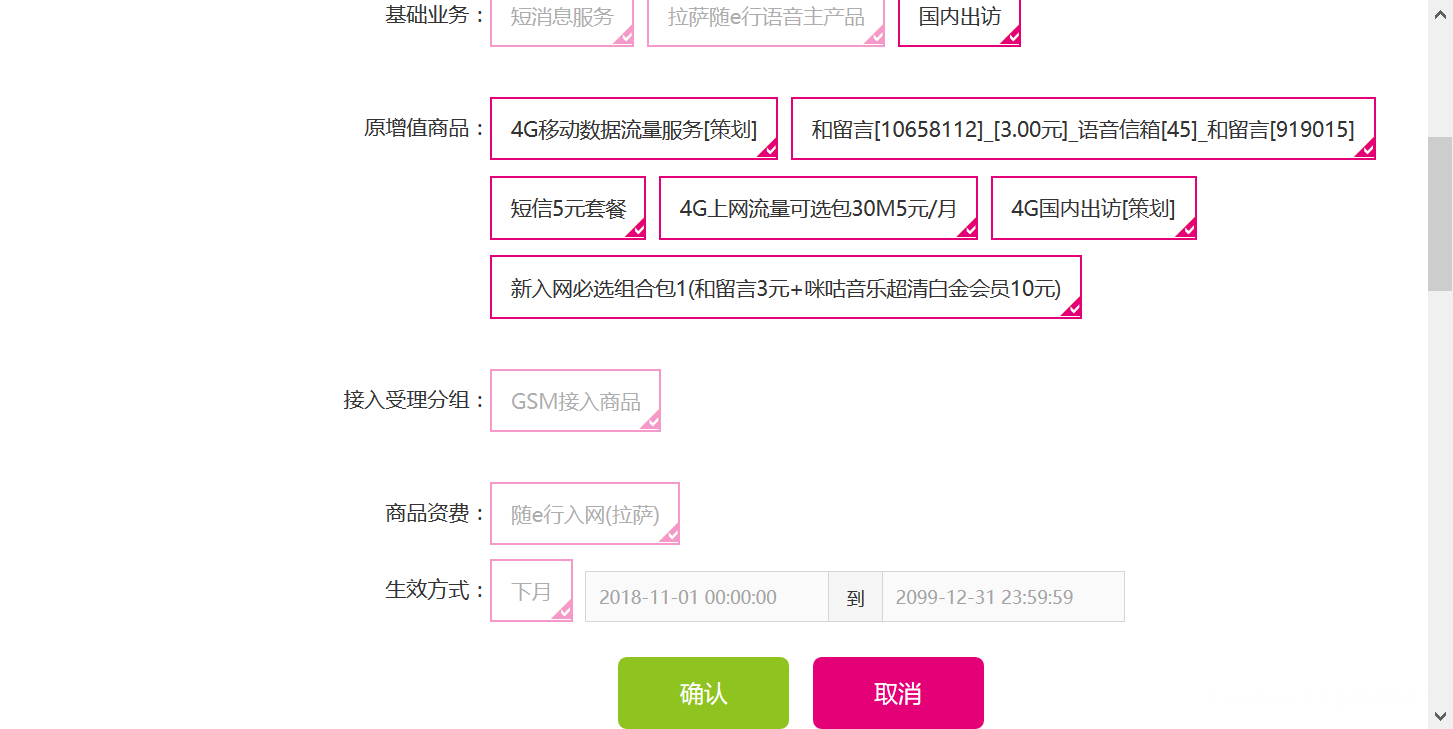 基础业务： 短消息服务 拉萨随e行语音主产品 国内出访
原增值商品： 4G移动数据流量服务[策划] 和留言[10658112]_[3.00元]_语音信箱[45]_和留言[919015]
短信5元套餐 4G上网流量可选包30M5元/月 4G国内出访[策划]
新入网必选组合包1(和留言3元+咪咕音乐超清白金会员10元)
接入受理分组： GSM接入商品
商品资费： 随e行入网(拉萨)
生效方式： 下月 2018-11-01 00:00:00 到 2099-12-31 23:59:59
确认 取消